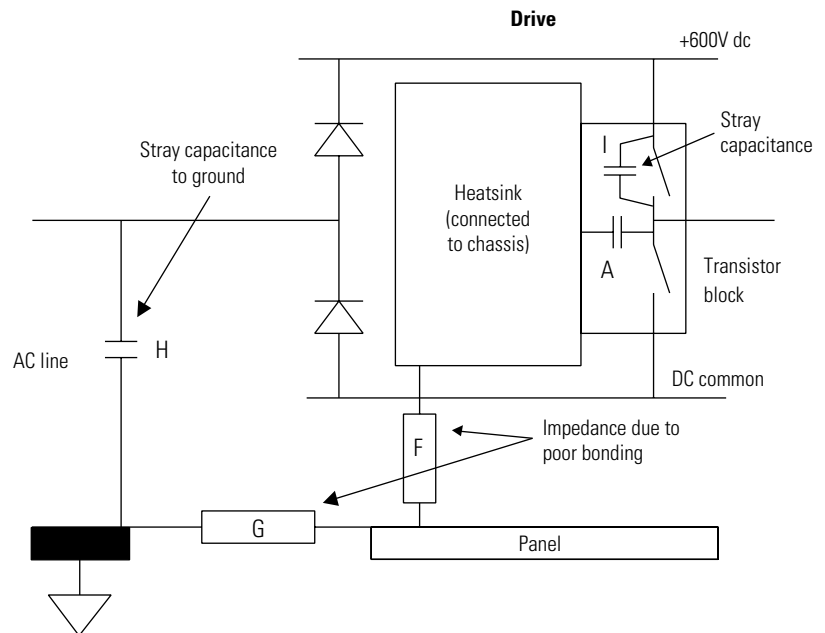 Drive
+600V dc
Stray capacitance
to ground
I
Stray
capacitance
Heatsink
(connected
to chassis)
A
Transistor
block
AC line
H
DC common
F
Impedance due to
poor bonding
G
Panel